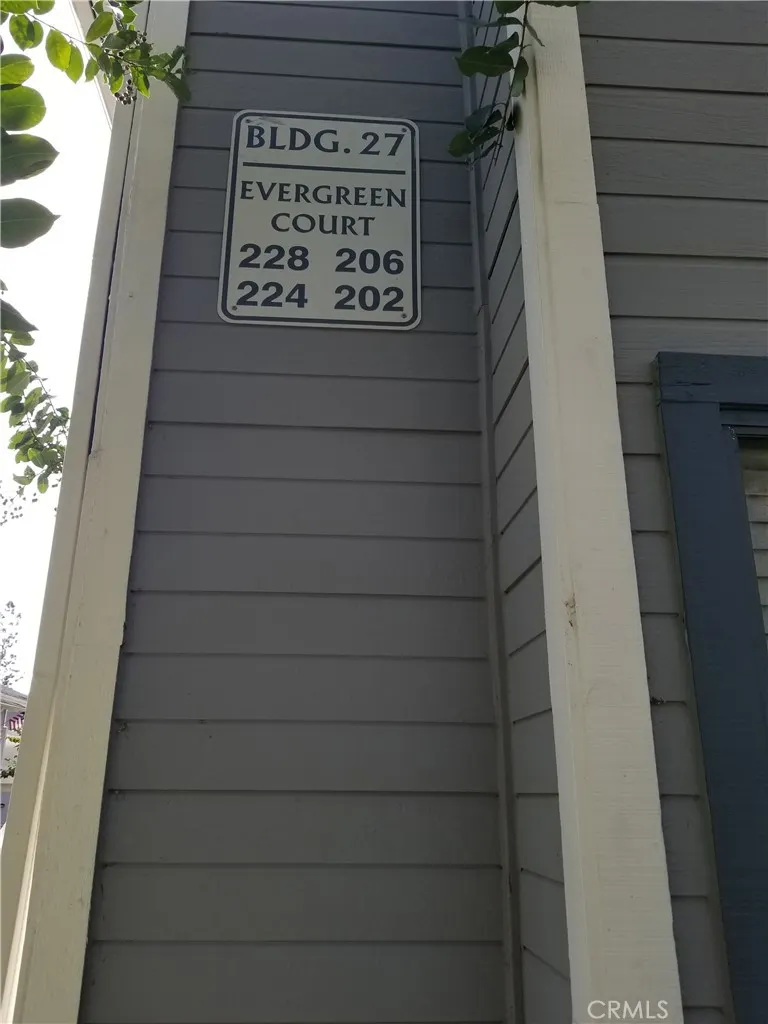 BLDG. 27
EVERGREEN
COURT
228 206
224 202
CRMLS